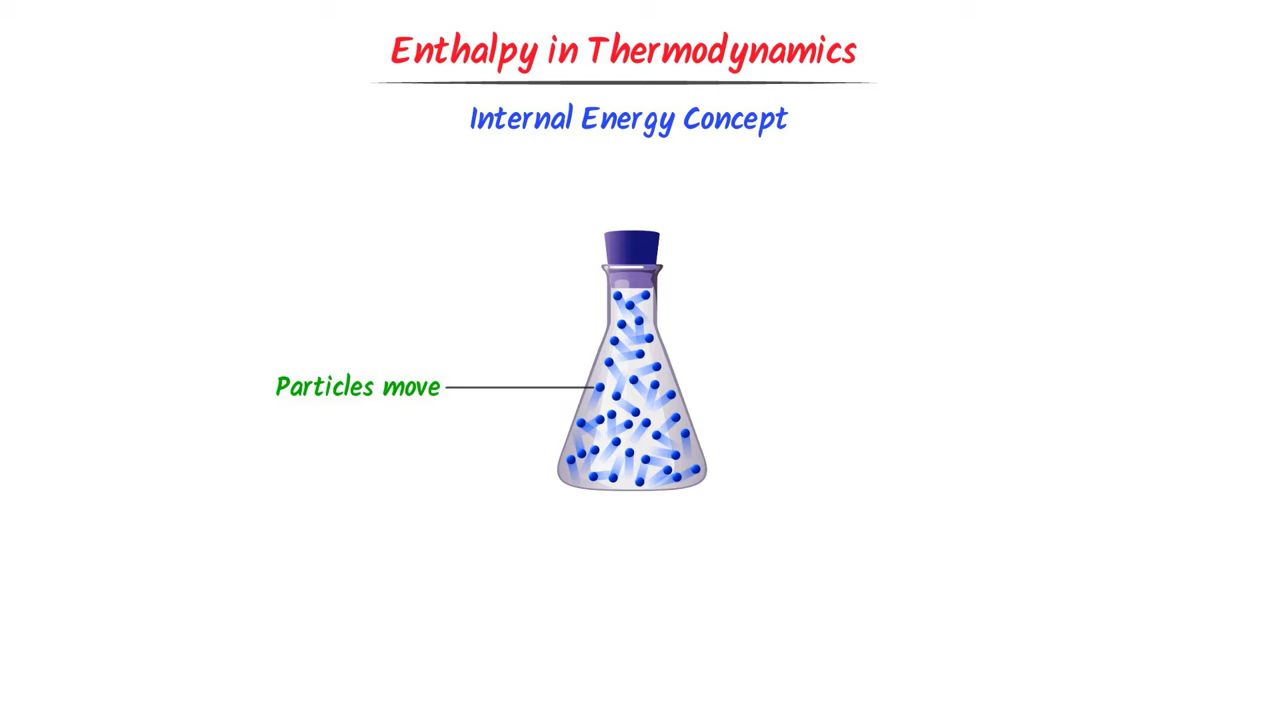 Enthalpy in Thermodynamics
Internal Energy Concept
Particles move